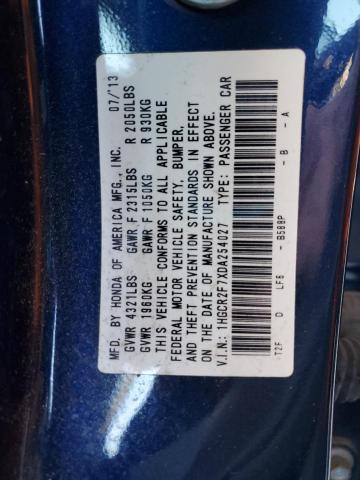 MFD. BY HONDA OF AMERICA MFG., INC. 07/'13
GVWR 4321LBS GAWR F 2315LBS R 2050LBS
GVWR 1960KG GAWR F 1050KG R 930KG
THIS VEHICLE CONFORMS TO ALL APPLICABLE
FEDERAL MOTOR VEHICLE SAFETY, BUMPER,
AND THEFT PREVENTION STANDARDS IN EFFECT
ON THE DATE OF MANUFACTURE SHOWN ABOVE.
V.I.N.: 1HGCR2F7XDA254027 TYPE: PASSENGER CAR
-T2F D LF6 -B588P -B -A